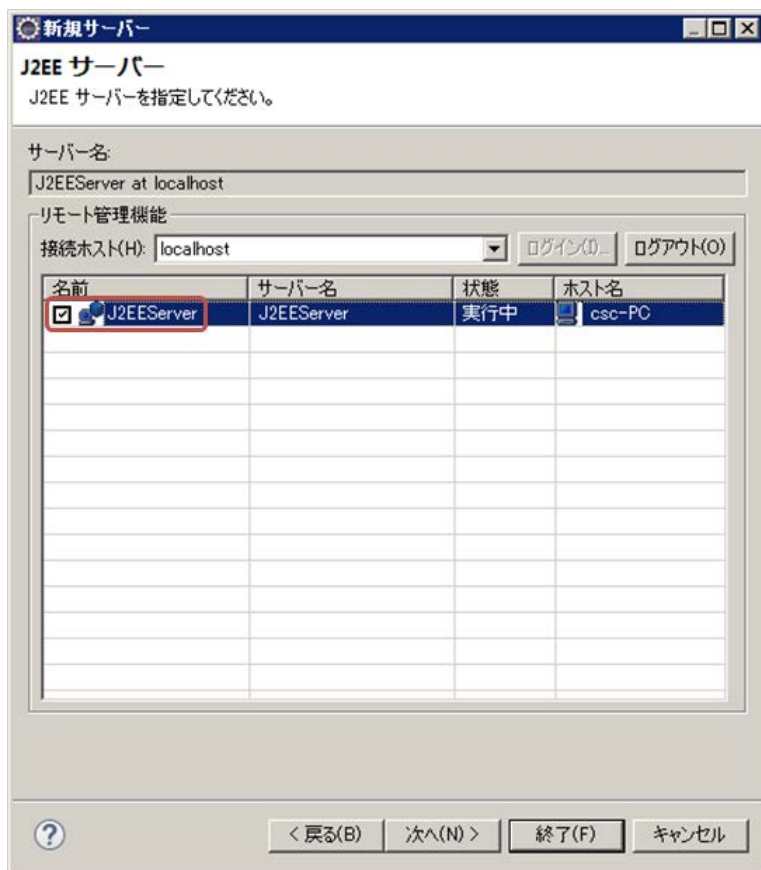 新規サーバー
J2EE サーバー
J2EE サーバーを指定してください。
サーバー名:
J2EEServer at localhost
リモート管理機能
接続ホスト(H): localhost ログイン(I)... ログアウト(O)
名前 サーバー名 状態 ホスト名
J2EEServer J2EEServer 実行中 csc-PC
? < 戻る(B) 次へ(N) > 終了(F) キャンセル